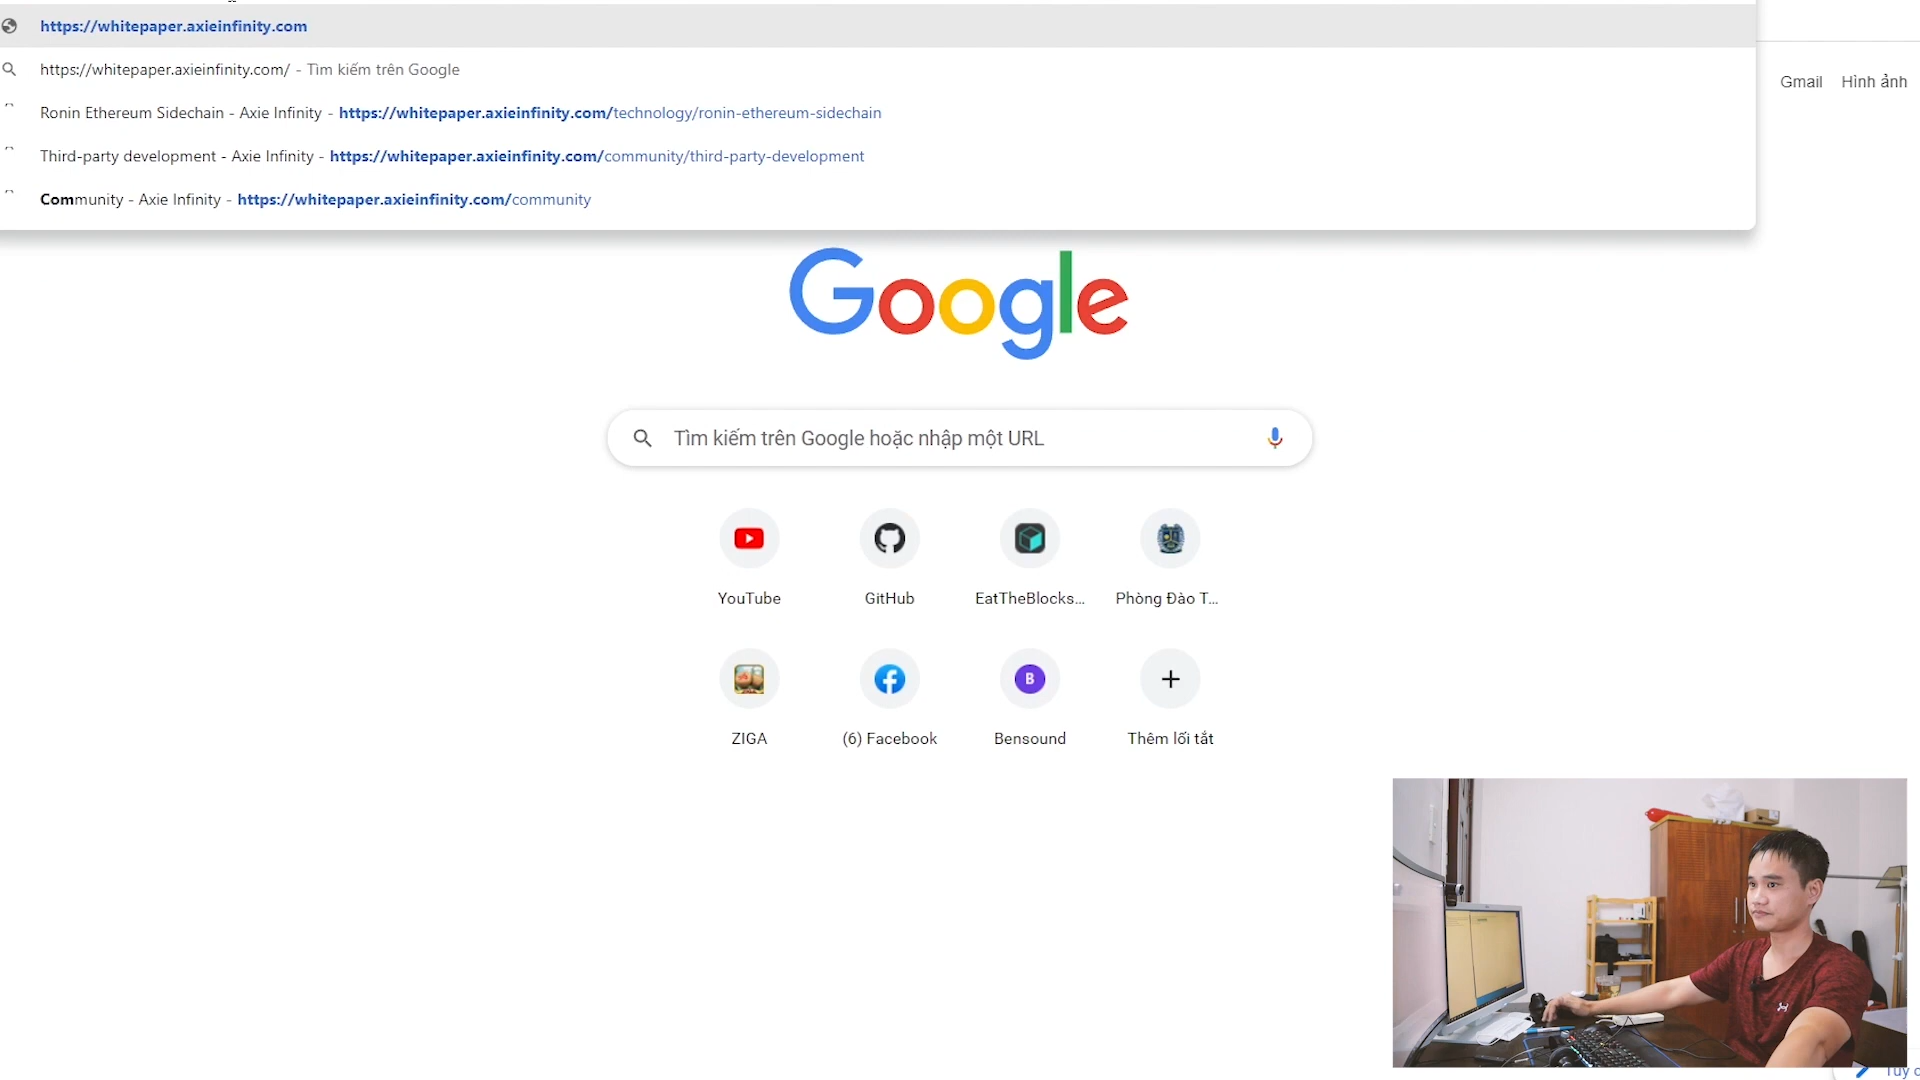 https://whitepaper.axieinfinity.com
https://whitepaper.axieinfinity.com/ - Tìm kiếm trên Google
Ronin Ethereum Sidechain - Axie Infinity - https://whitepaper.axieinfinity.com/technology/ronin-ethereum-sidechain
Third-party development - Axie Infinity - https://whitepaper.axieinfinity.com/community/third-party-development
Community - Axie Infinity - https://whitepaper.axieinfinity.com/community
Gmail Hình ảnh
Google
Tìm kiếm trên Google hoặc nhập một URL
YouTube GitHub EatTheBlocks... Phòng Đào T...
B
ZIGA (6) Facebook Bensound Thêm lối tắt